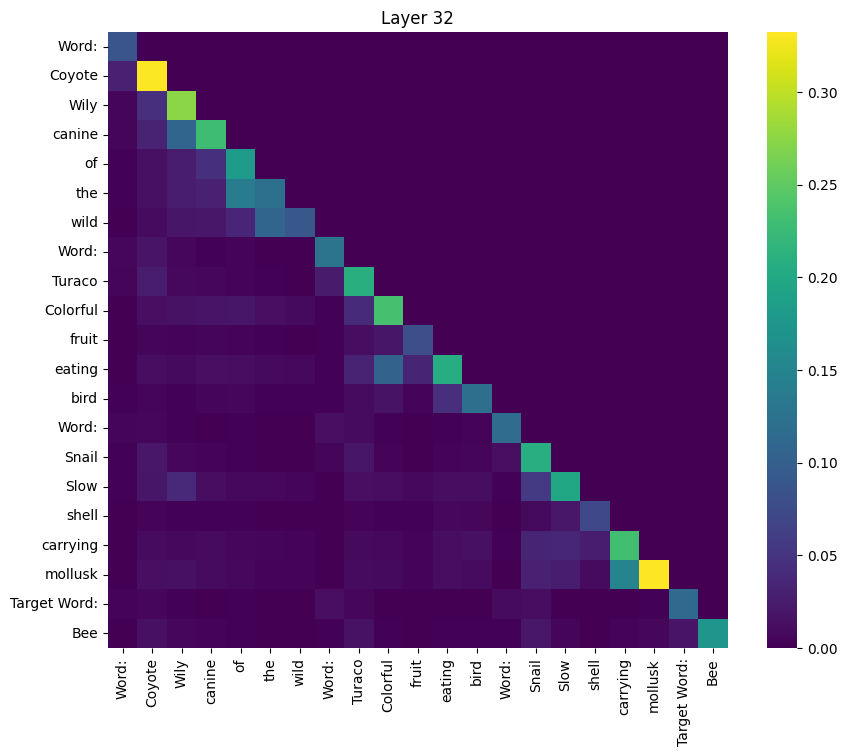 Layer 32
Word:
Coyote
Wily
canine
of
the
wild
Word:
Turaco
Colorful
fruit
eating
bird
Word:
Snail
Slow
shell
carrying
mollusk
Target Word:
Bee
Word:
Coyote
Wily
canine
of
the
wild
Word:
Turaco
Colorful
fruit
eating
bird
Word:
Snail
Slow
shell
carrying
mollusk
Target Word:
Bee
0.30
0.25
0.20
0.15
0.10
0.05
0.00